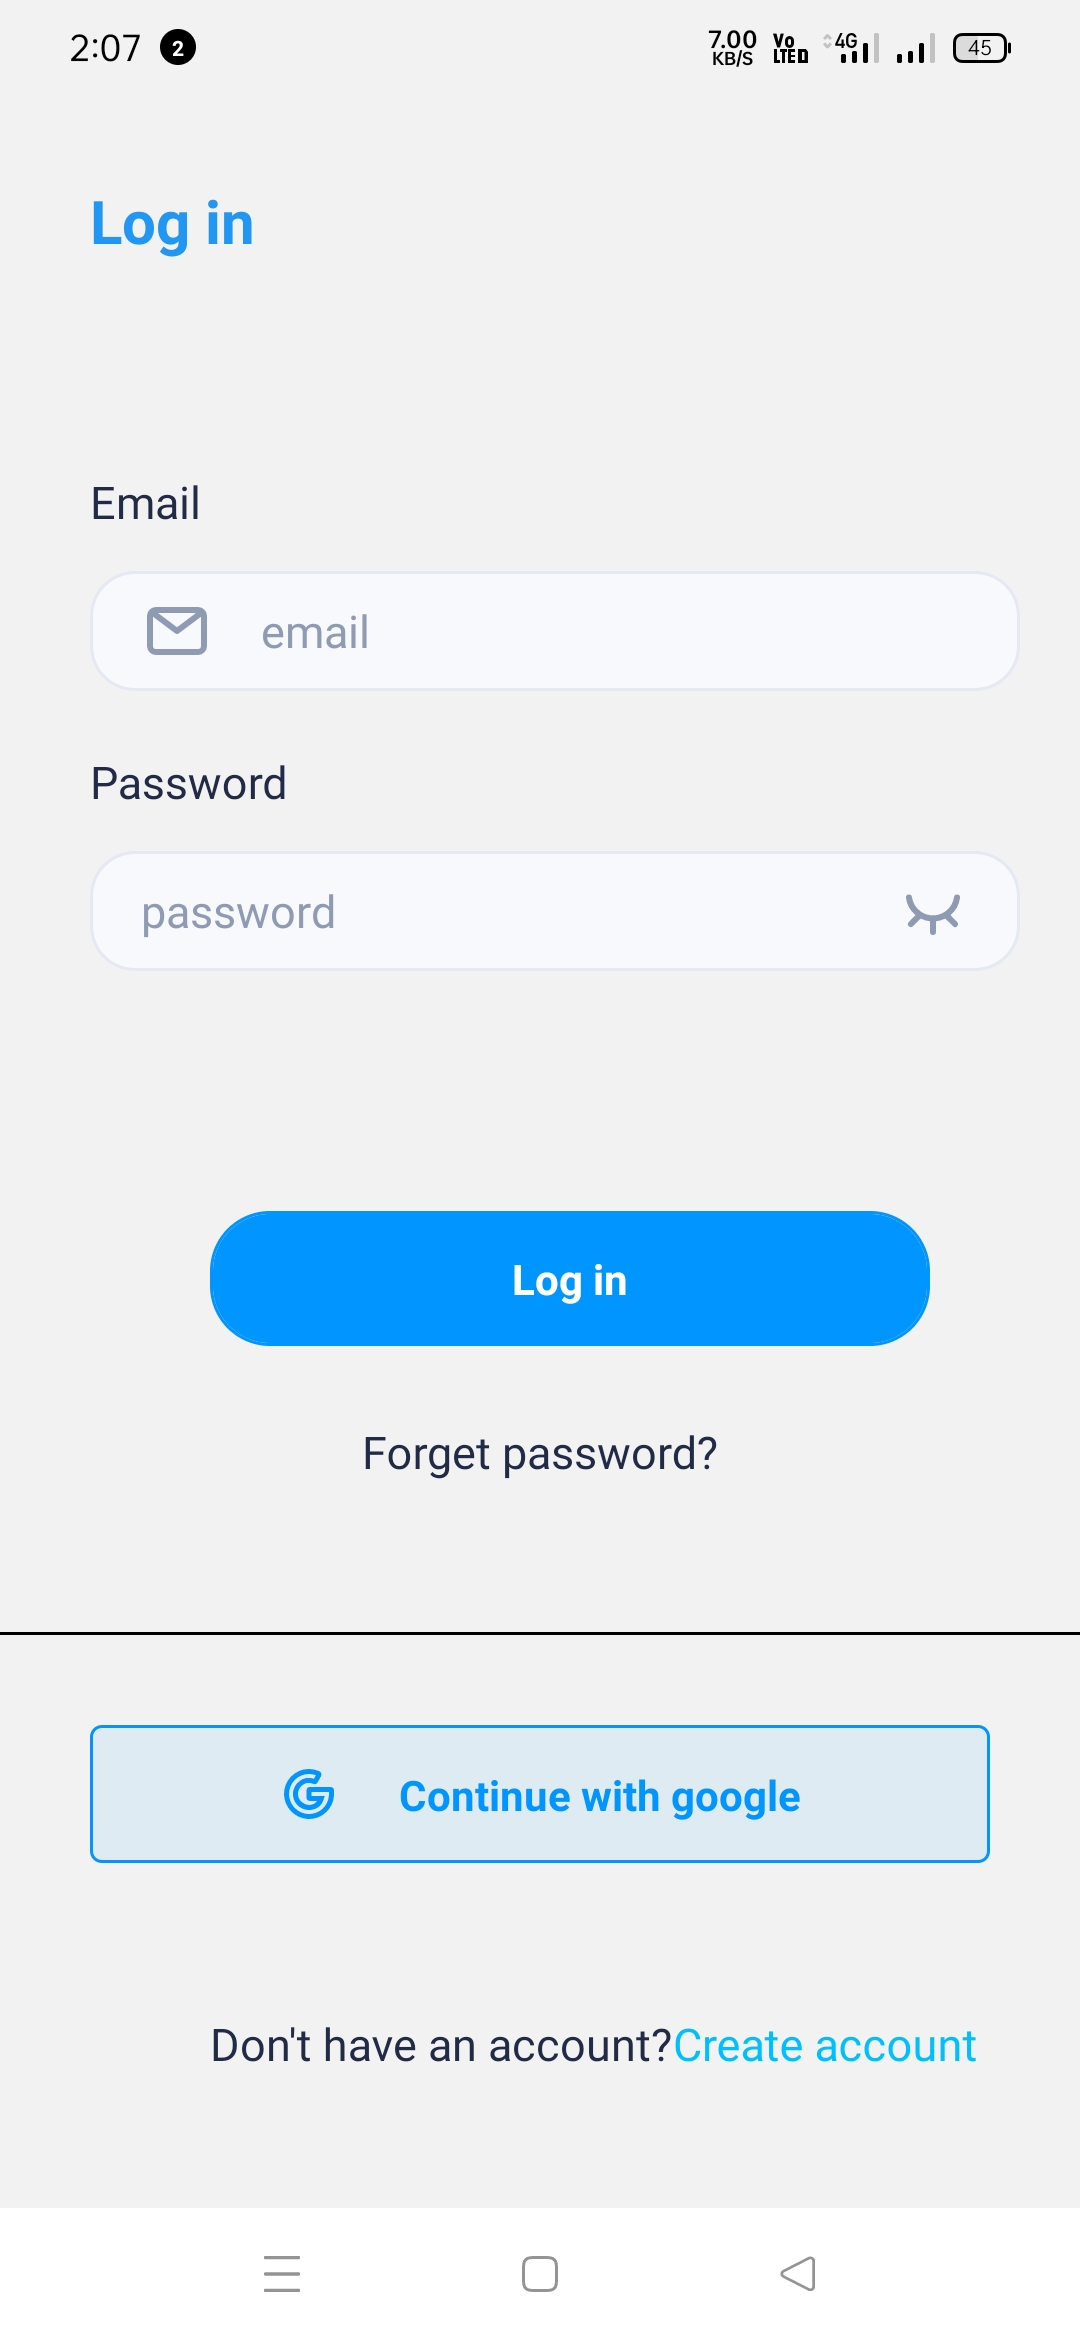 2:07 2 7.00 KB/S Vo LTE D 4G 45
Log in
Email
email
Password
password
Log in
Forget password?
Continue with google
Don't have an account?Create account